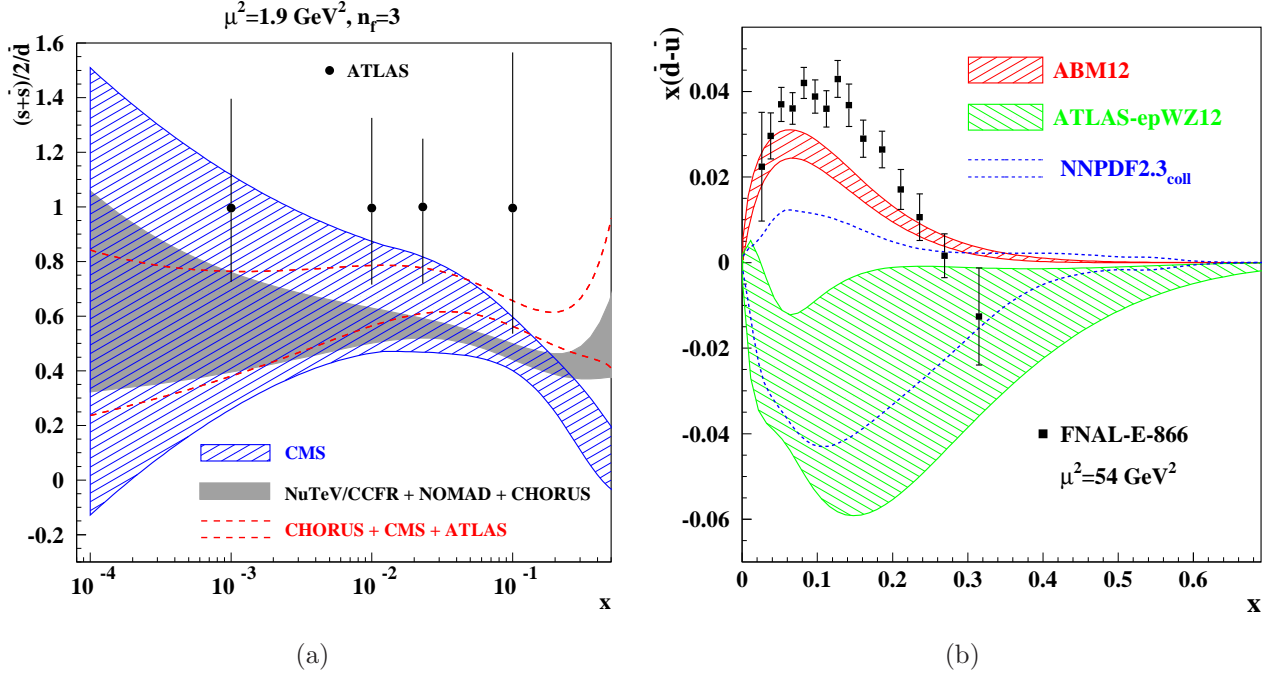 μ²=1.9 GeV², n_f=3
(s+s̄)/2/d̄
1.6
1.4
1.2
1
0.8
0.6
0.4
0.2
0
-0.2
ATLAS
CMS
NuTeV/CCFR + NOMAD + CHORUS
CHORUS + CMS + ATLAS
10⁻⁴
10⁻³
10⁻²
10⁻¹
x
(a)
x(d̄-ū)
0.04
0.02
0
-0.02
-0.04
-0.06
ABM12
ATLAS-epWZ12
NNPDF2.3coll
FNAL-E-866
μ²=54 GeV²
0
0.1
0.2
0.3
0.4
0.5
0.6
x
(b)